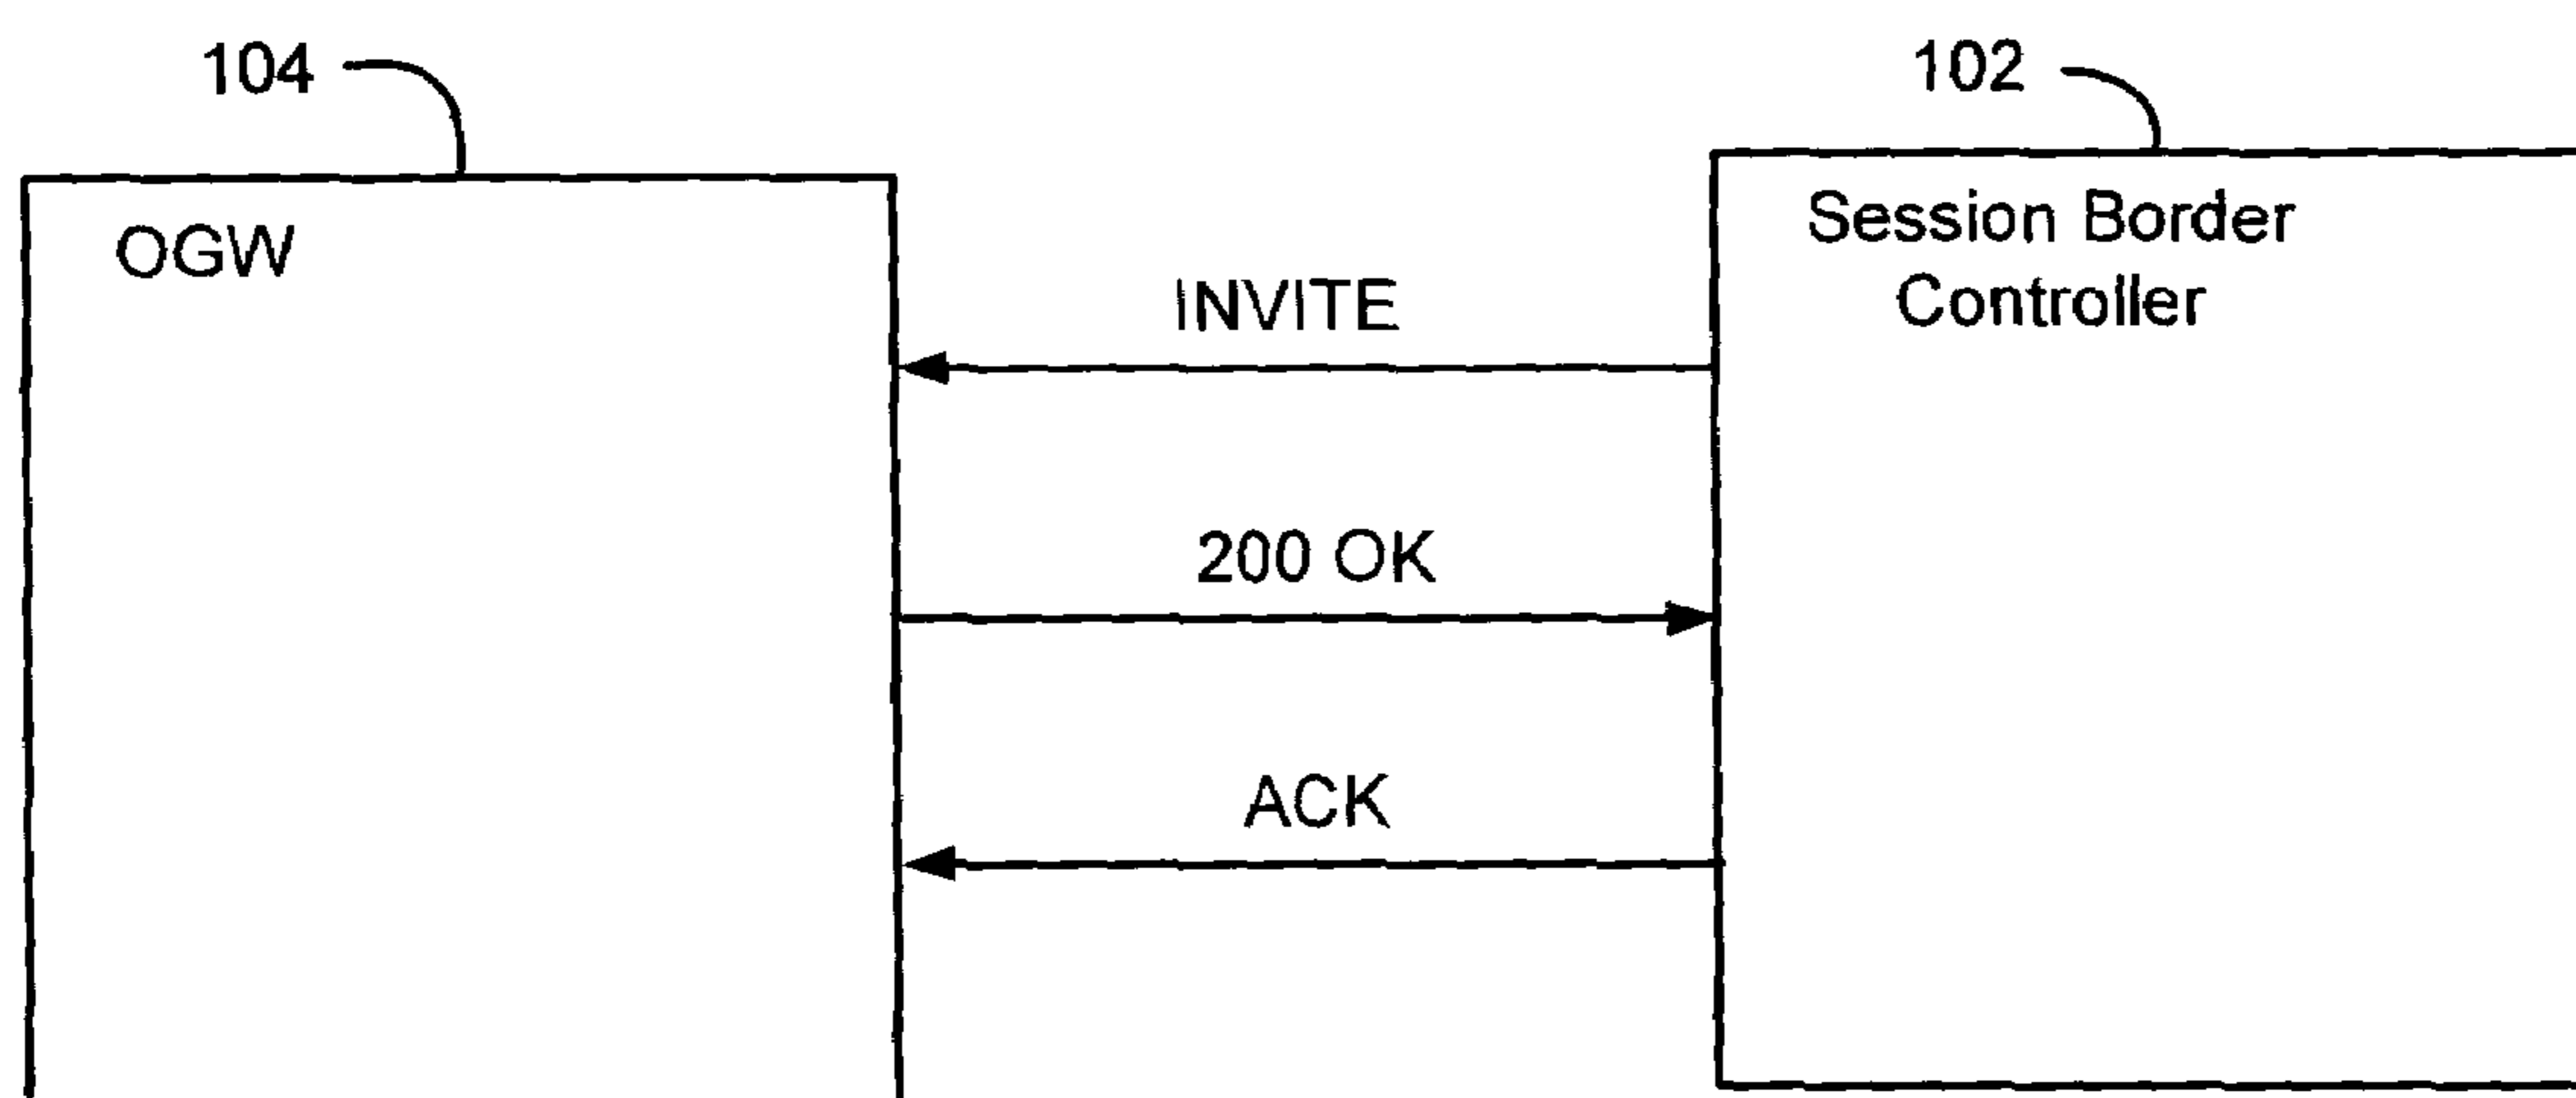 104
102
OGW
Session Border
Controller
INVITE
200 OK
ACK